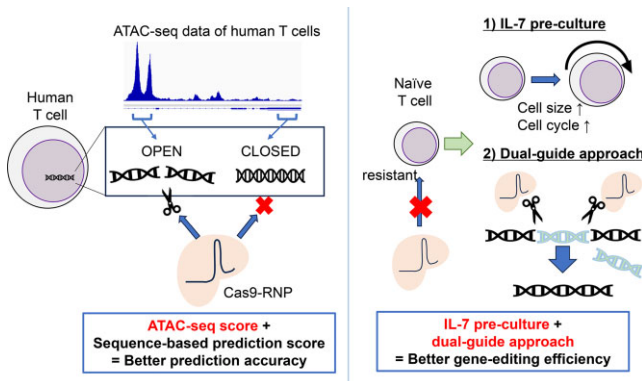 ATAC-seq data of human T cells
Human
T cell
OPEN
CLOSED
Cas9-RNP
ATAC-seq score +
Sequence-based prediction score
= Better prediction accuracy
1) IL-7 pre-culture
Naïve
T cell
Cell size ↑
Cell cycle ↑
2) Dual-guide approach
resistant
IL-7 pre-culture +
dual-guide approach
= Better gene-editing efficiency